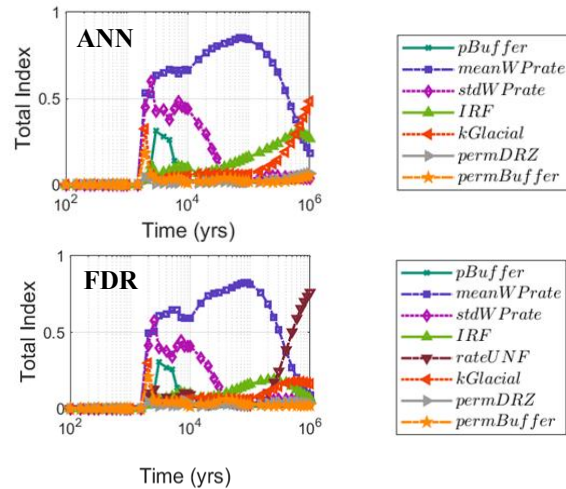 ANN
Total Index
1
0.5
0
10^2
10^4
10^6
Time (yrs)
pBuffer
meanWPrate
stdWPrate
IRF
kGlacial
permDRZ
permBuffer
FDR
Total Index
1
0.5
0
10^2
10^4
10^6
Time (yrs)
pBuffer
meanWPrate
stdWPrate
IRF
rateUNF
kGlacial
permDRZ
permBuffer